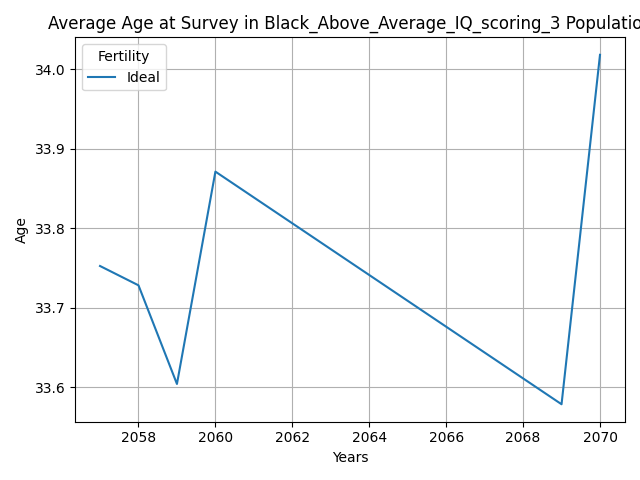 Average Age at Survey in Black_Above_Average_IQ_scoring_3 Populatio
Fertility
Ideal
34.0
33.9
33.8
33.7
33.6
Age
2058 2060 2062 2064 2066 2068 2070
Years